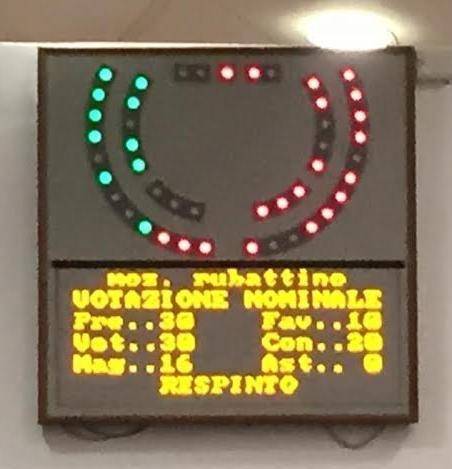 moz. rubattino
VOTAZIONE NOMINALE
Pre..30 Fav..10
Vot..30 Con..20
Mag..16 Ast.. 0
RESPINTO